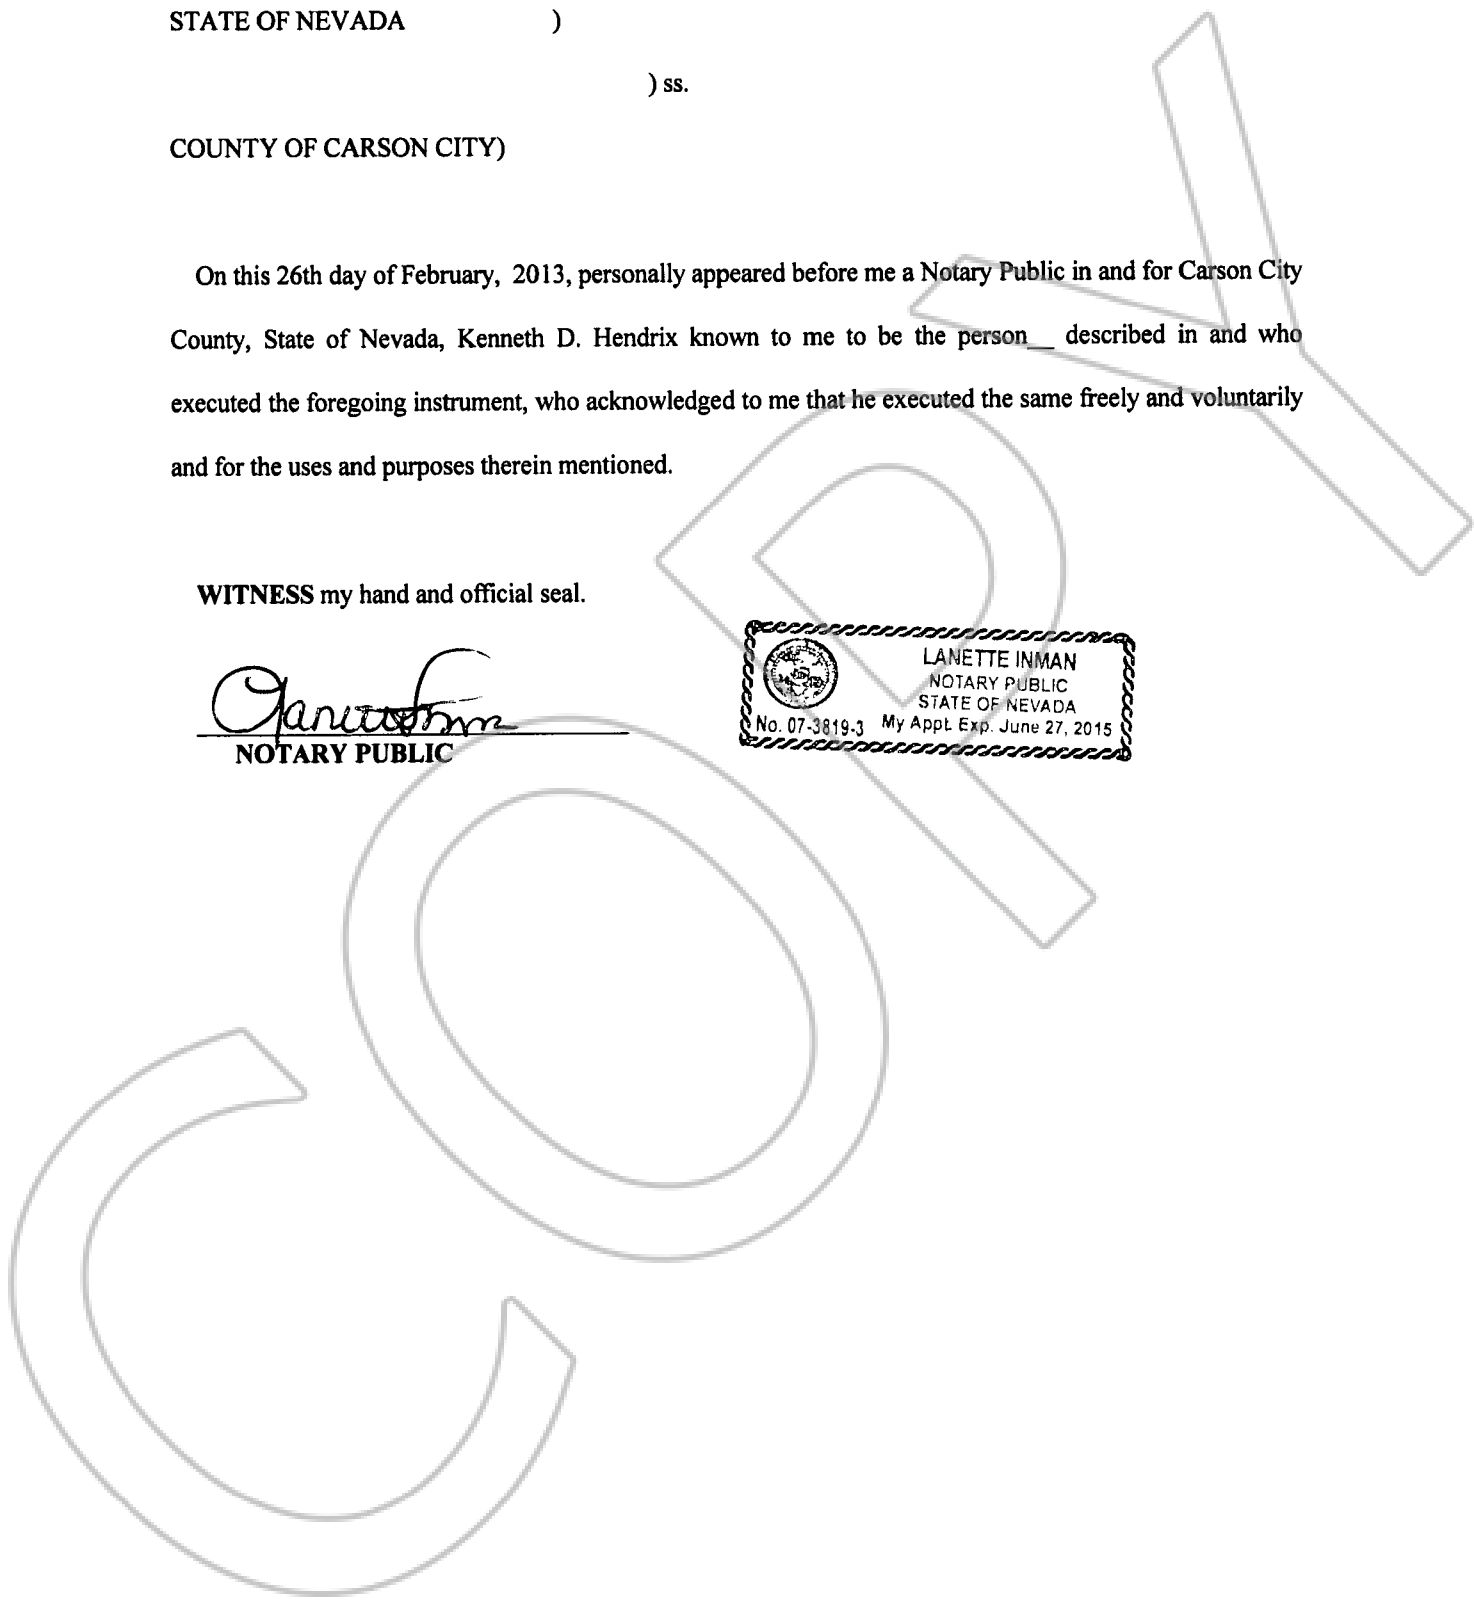 STATE OF NEVADA )
) ss.
COUNTY OF CARSON CITY)
On this 26th day of February, 2013, personally appeared before me a Notary Public in and for Carson City
County, State of Nevada, Kenneth D. Hendrix known to me to be the person__ described in and who
executed the foregoing instrument, who acknowledged to me that he executed the same freely and voluntarily
and for the uses and purposes therein mentioned.
WITNESS my hand and official seal.
Lanette Inman
NOTARY PUBLIC
LANETTE INMAN
NOTARY PUBLIC
STATE OF NEVADA
No. 07-3819-3 My Appt. Exp. June 27, 2015
COPY